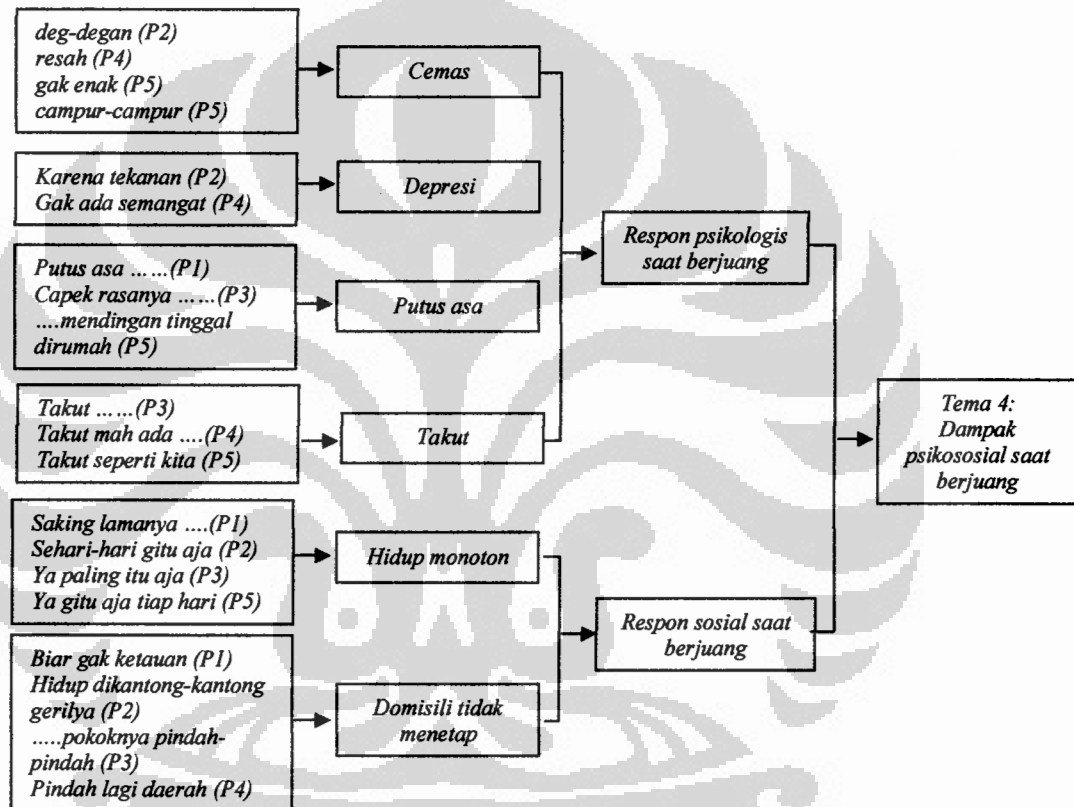 deg-degan (P2)
resah (P4)
gak enak (P5)
campur-campur (P5)
Cemas
Karena tekanan (P2)
Gak ada semangat (P4)
Depresi
Putus asa ......(P1)
Capek rasanya ......(P3)
....mendingan tinggal
dirumah (P5)
Putus asa
Takut ......(P3)
Takut mah ada ....(P4)
Takut seperti kita (P5)
Takut
Respon psikologis
saat berjuang
Saking lamanya ....(P1)
Sehari-hari gitu aja (P2)
Ya paling itu aja (P3)
Ya gitu aja tiap hari (P5)
Hidup monoton
Biar gak ketauan (P1)
Hidup dikantong-kantong
gerilya (P2)
.....pokoknya pindah-
pindah (P3)
Pindah lagi daerah (P4)
Domisili tidak
menetap
Respon sosial saat
berjuang
Tema 4:
Dampak
psikososial saat
berjuang